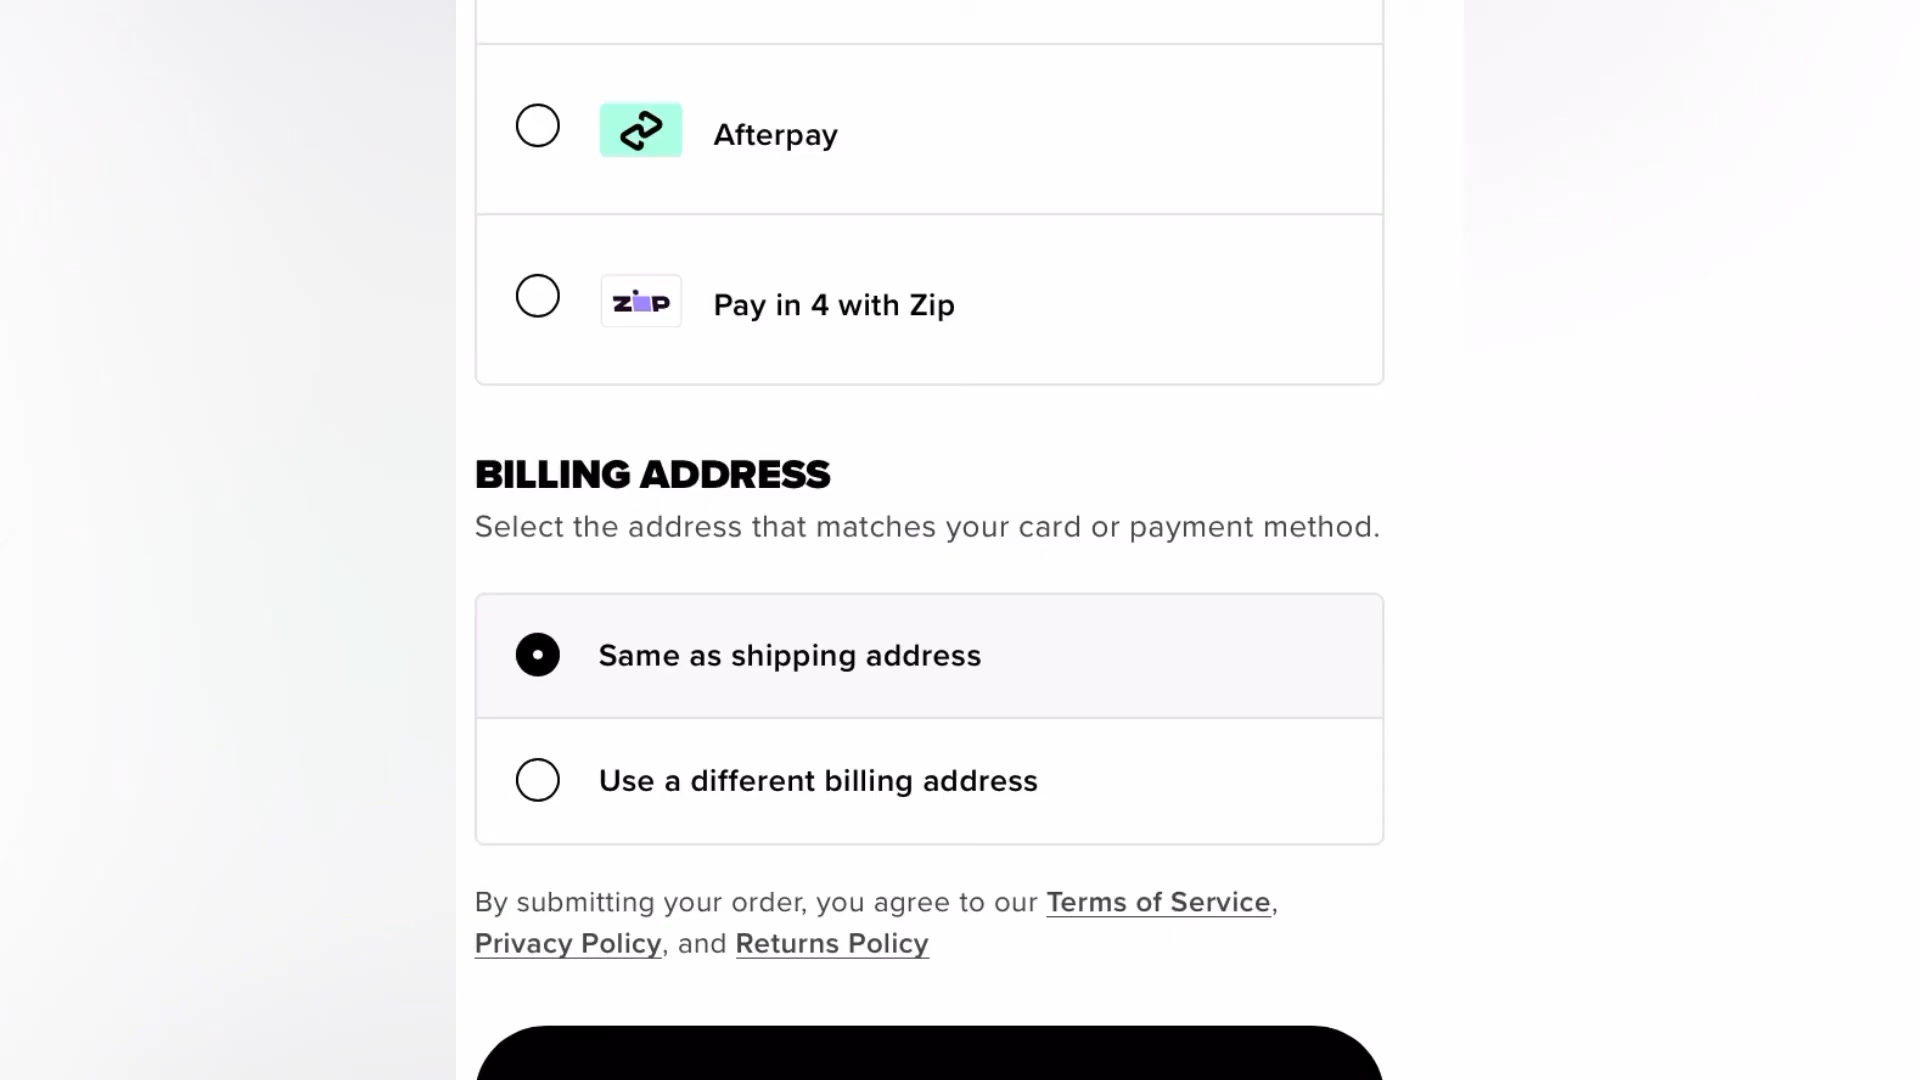 Afterpay
zip
Pay in 4 with Zip
BILLING ADDRESS
Select the address that matches your card or payment method.
Same as shipping address
Use a different billing address
By submitting your order, you agree to our Terms of Service,
Privacy Policy, and Returns Policy